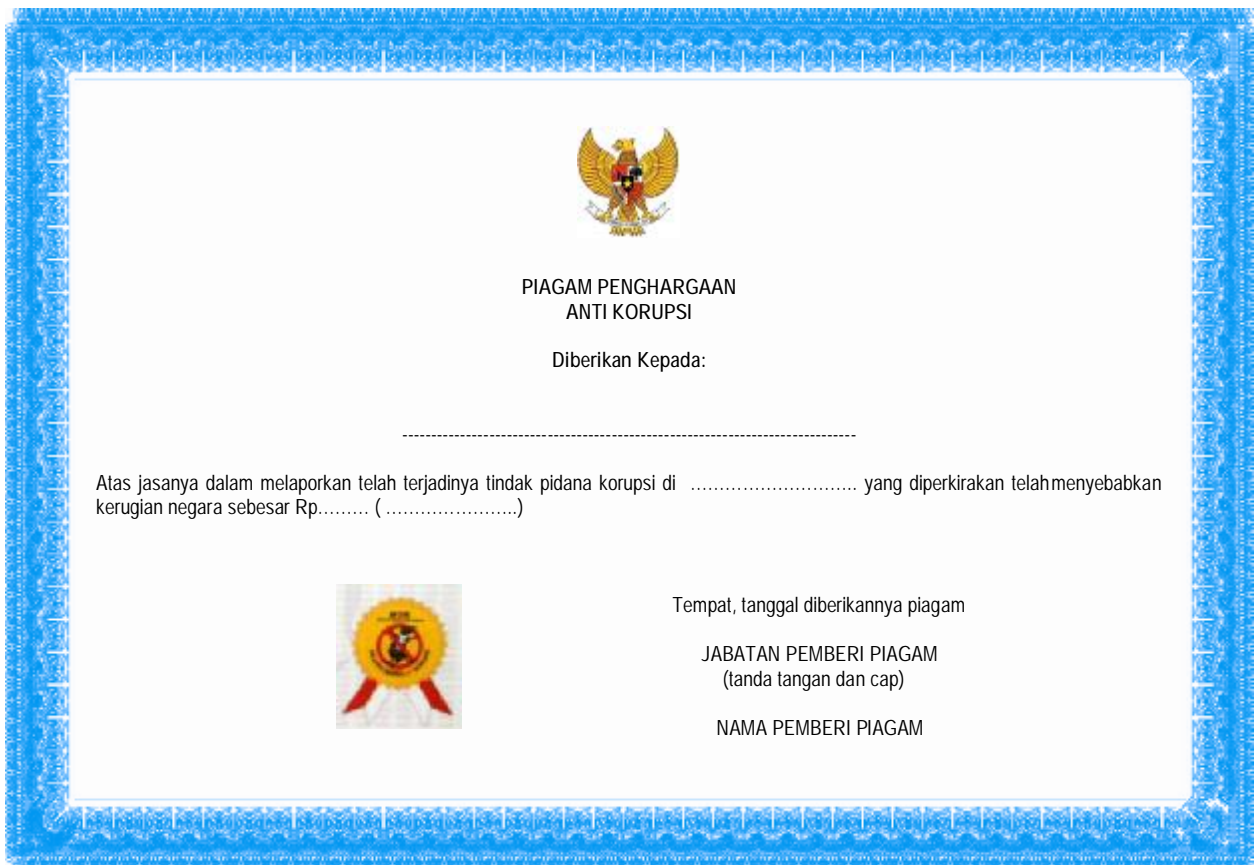 PIAGAM PENGHARGAAN
ANTI KORUPSI
Diberikan Kepada:
------------------------------------------------------------------------------
Atas jasanya dalam melaporkan telah terjadinya tindak pidana korupsi di ……………………….. yang diperkirakan telah menyebabkan
kerugian negara sebesar Rp……… ( …………………..)
Tempat, tanggal diberikannya piagam
JABATAN PEMBERI PIAGAM
(tanda tangan dan cap)
NAMA PEMBERI PIAGAM